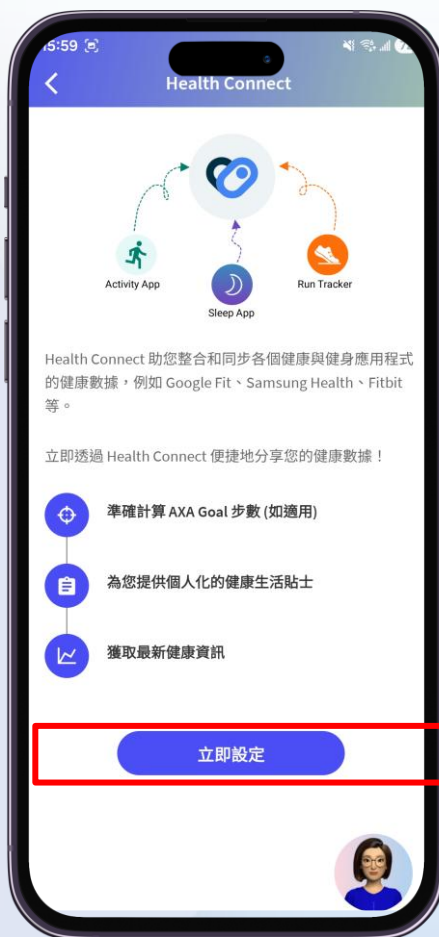 15:59
Health Connect
Activity App
Sleep App
Run Tracker
Health Connect 助您整合和同步各個健康與健身應用程式
的健康數據，例如 Google Fit、Samsung Health、Fitbit
等。
立即透過 Health Connect 便捷地分享您的健康數據！
準確計算 AXA Goal 步數 (如適用)
為您提供個人化的健康生活貼士
獲取最新健康資訊
立即設定